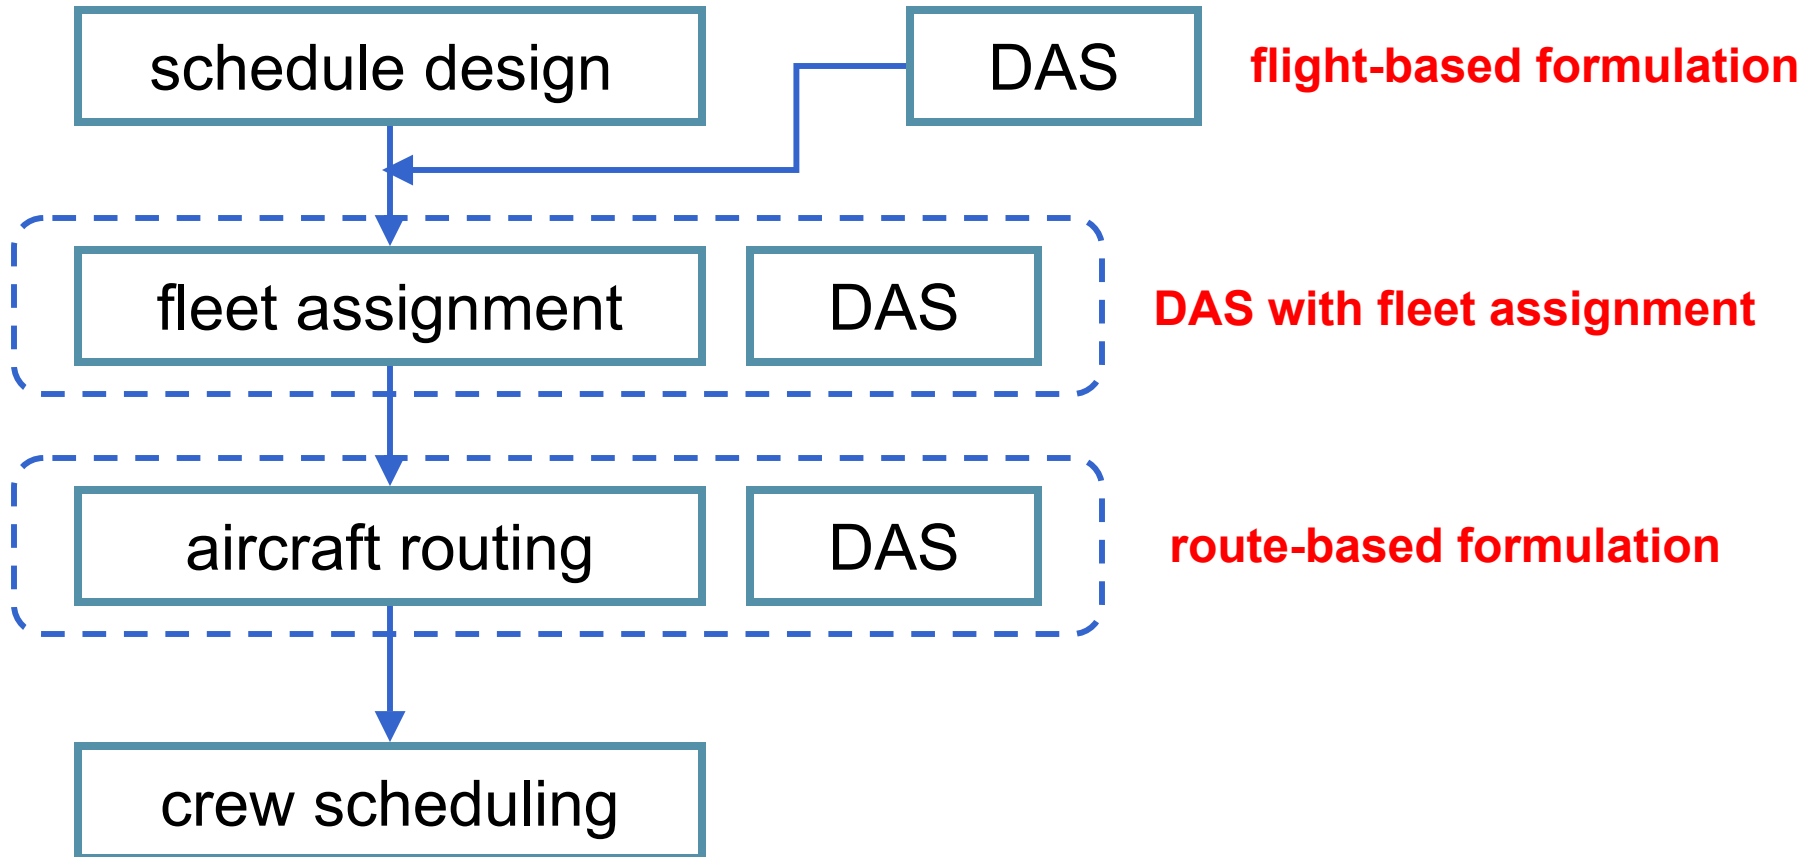 schedule design
DAS
flight-based formulation
fleet assignment
DAS
DAS with fleet assignment
aircraft routing
DAS
route-based formulation
crew scheduling